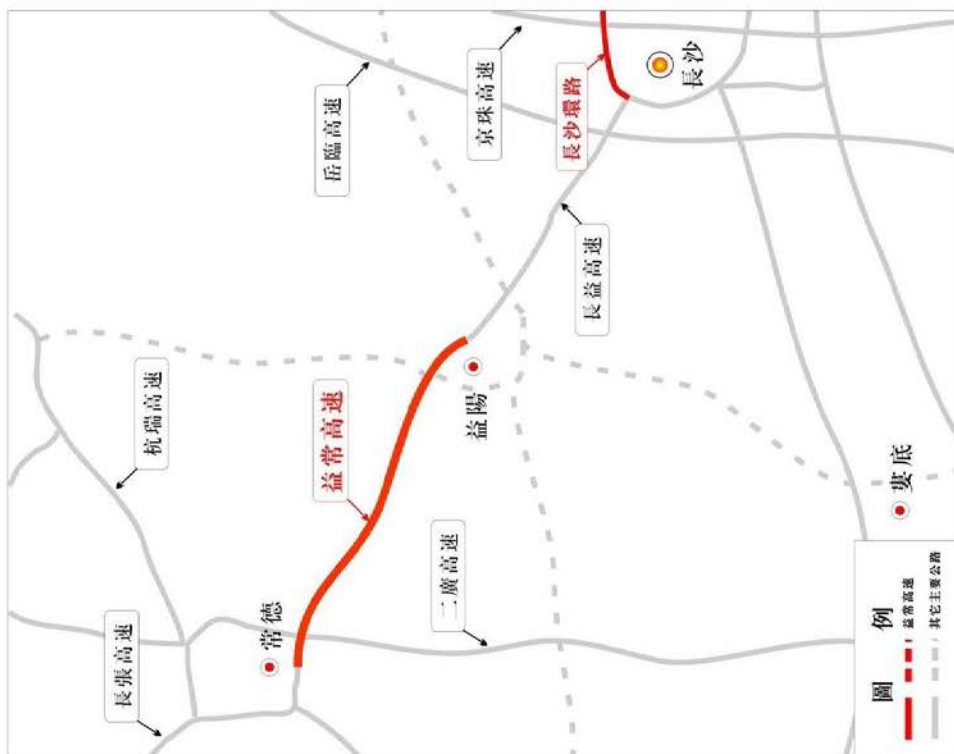 長張高速
杭瑞高速
常德
二廣高速
益常高速
益陽
岳臨高速
京珠高速
長沙環路
長沙
長益高速
婁底
圖 例
益常高速
其它主要公路